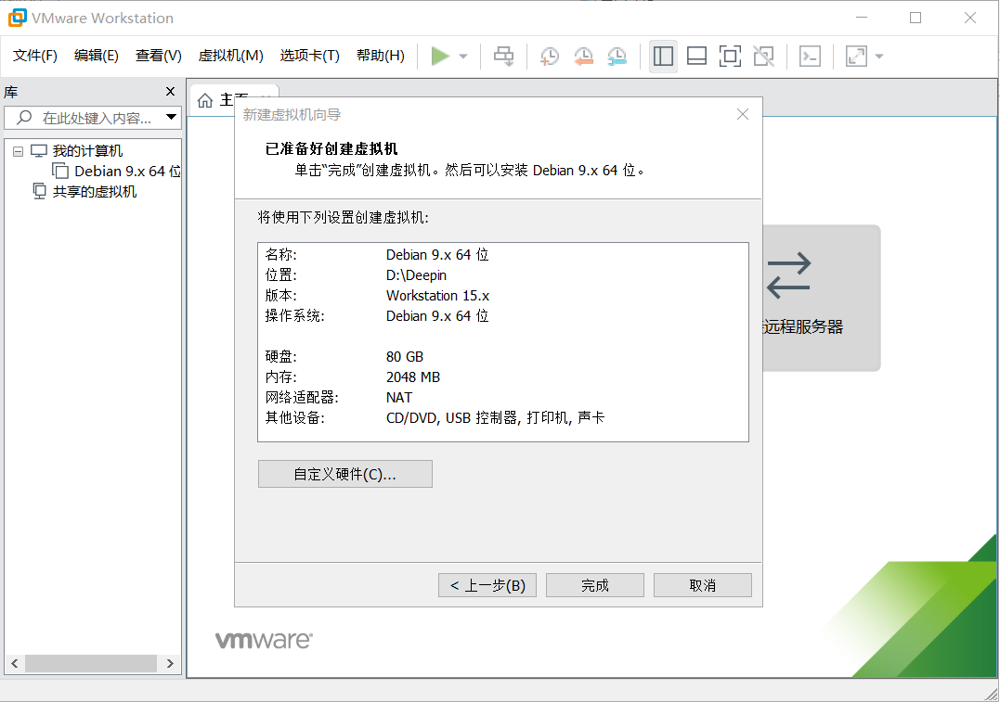 VMware Workstation
文件(F) 编辑(E) 查看(V) 虚拟机(M) 选项卡(T) 帮助(H)
库
在此处键入内容...
我的计算机
Debian 9.x 64 位
共享的虚拟机
主页
新建虚拟机向导
已准备好创建虚拟机
单击“完成”创建虚拟机。然后可以安装 Debian 9.x 64 位。
将使用下列设置创建虚拟机:
名称: Debian 9.x 64 位
位置: D:\Deepin
版本: Workstation 15.x
操作系统: Debian 9.x 64 位
硬盘: 80 GB
内存: 2048 MB
网络适配器: NAT
其他设备: CD/DVD, USB 控制器, 打印机, 声卡
自定义硬件(C)...
< 上一步(B) 完成 取消
远程服务器
vmware